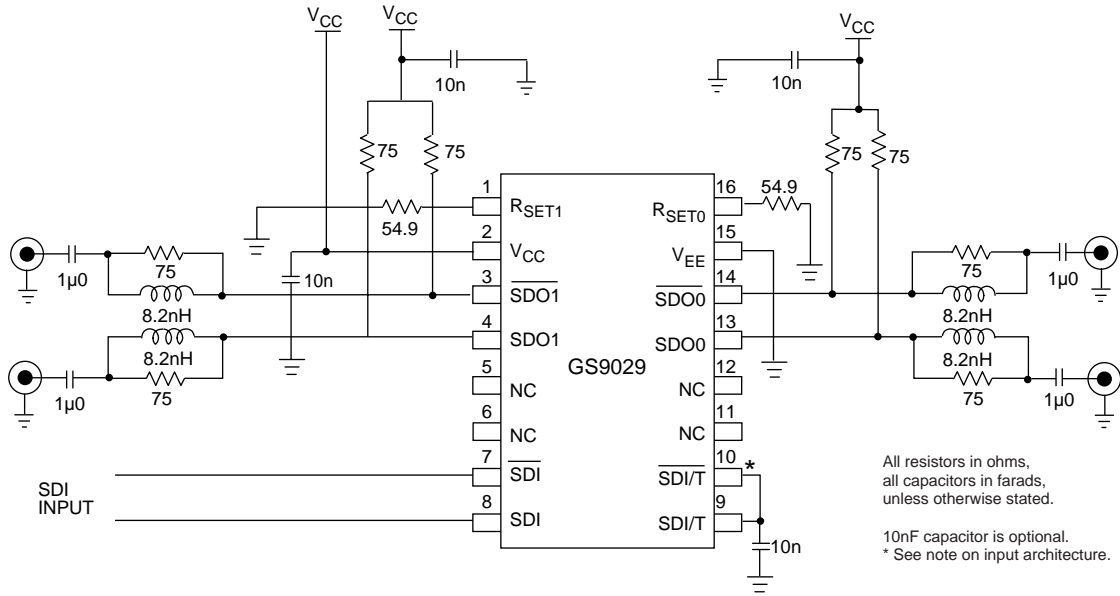 VCC
VCC
VCC
10n
10n
75
75
75
75
1
RSET1
54.9
16
RSET0
54.9
2
VCC
15
VEE
10n
1µ0
75
8.2nH
3
SDO1
14
SDO0
75
8.2nH
1µ0
4
SDO1
13
SDO0
8.2nH
75
1µ0
GS9029
8.2nH
75
1µ0
5
NC
12
NC
6
NC
11
NC
SDI
INPUT
7
SDI
10
SDI/T
*
8
SDI
9
SDI/T
10n
All resistors in ohms,
all capacitors in farads,
unless otherwise stated.
10nF capacitor is optional.
* See note on input architecture.